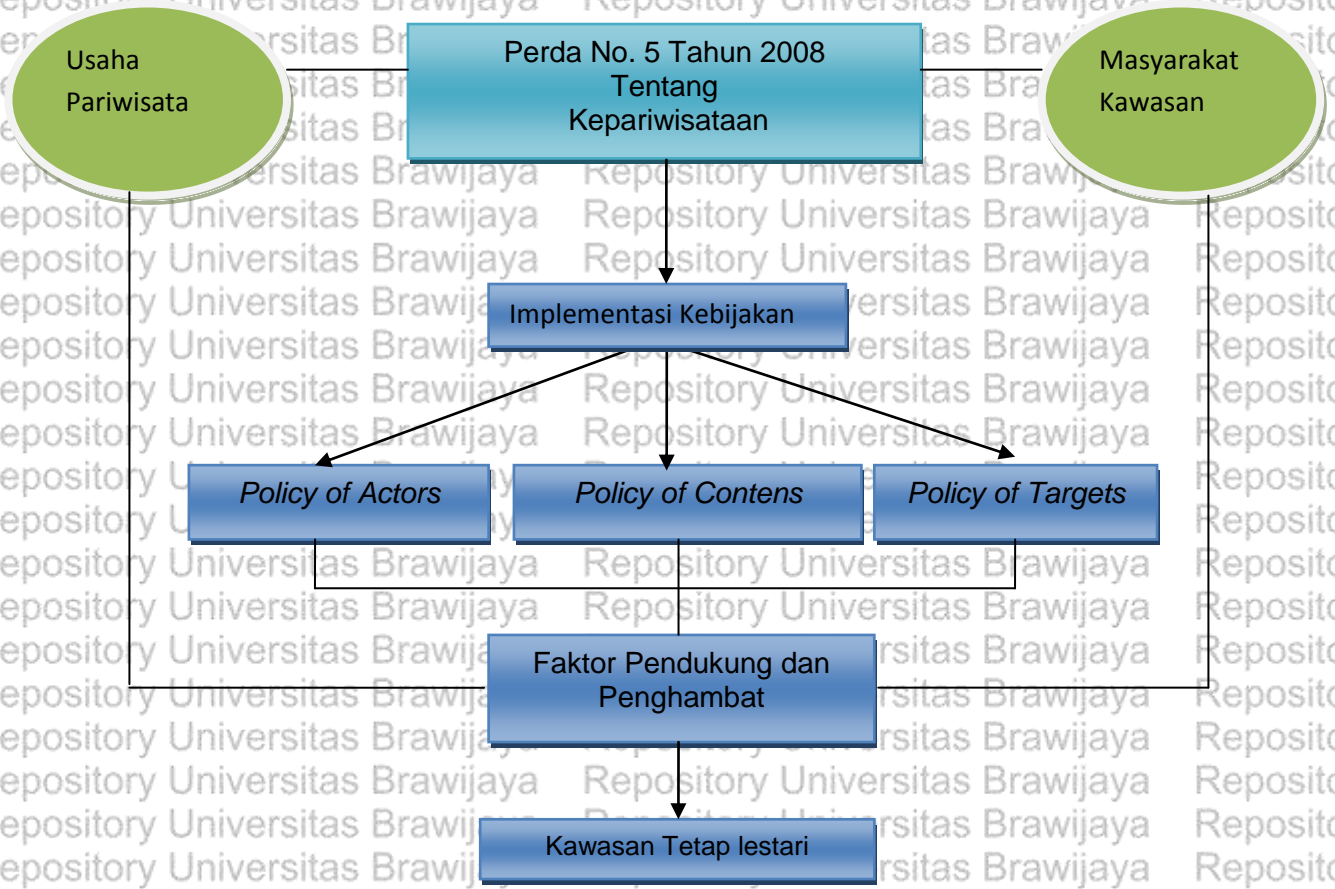 Usaha
Pariwisata
Perda No. 5 Tahun 2008
Tentang
Kepariwisataan
Masyarakat
Kawasan
Implementasi Kebijakan
Policy of Actors
Policy of Contens
Policy of Targets
Faktor Pendukung dan
Penghambat
Kawasan Tetap lestari
Repository Universitas Brawijaya